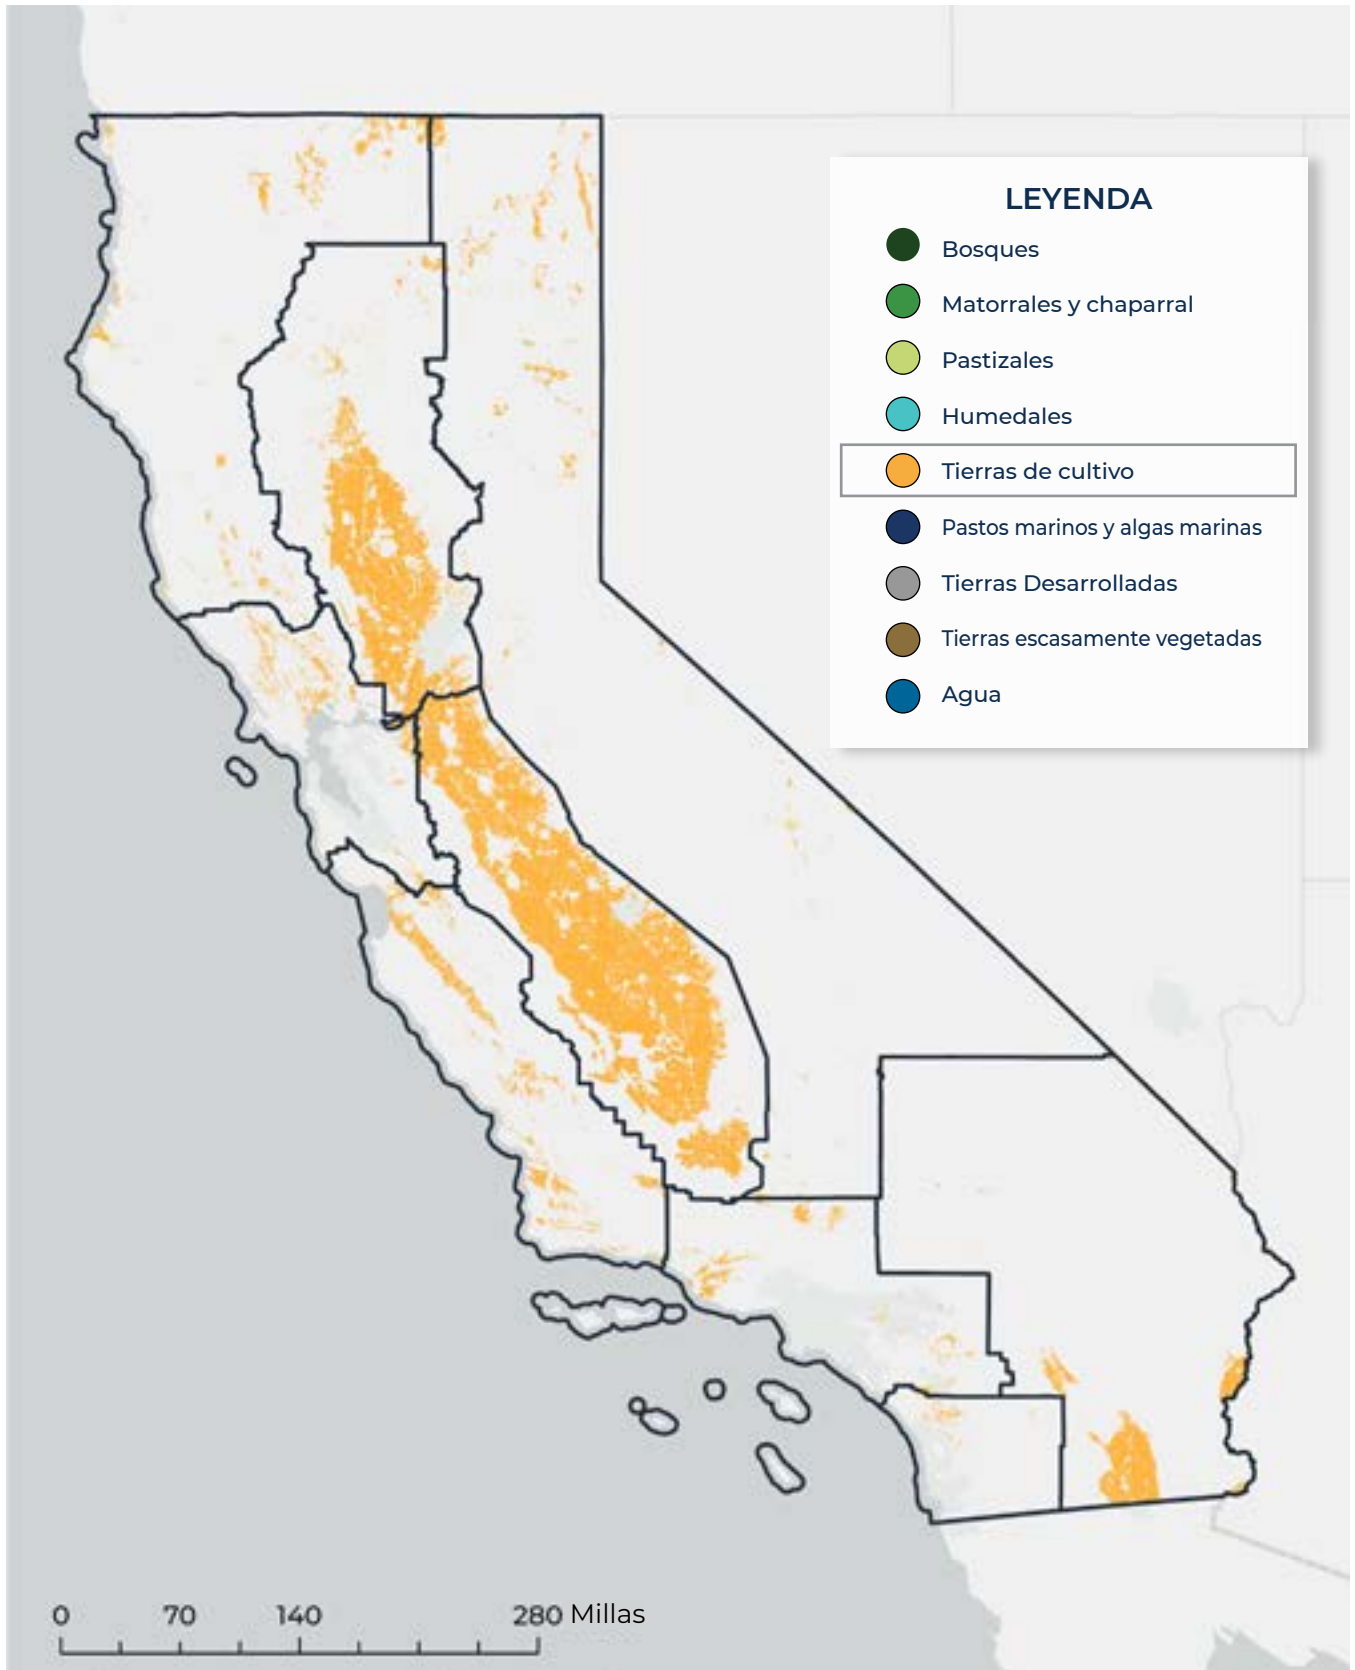 LEYENDA
Bosques
Matorrales y chaparral
Pastizales
Humedales
Tierras de cultivo
Pastos marinos y algas marinas
Tierras Desarrolladas
Tierras escasamente vegetadas
Agua
0 70 140 280 Millas